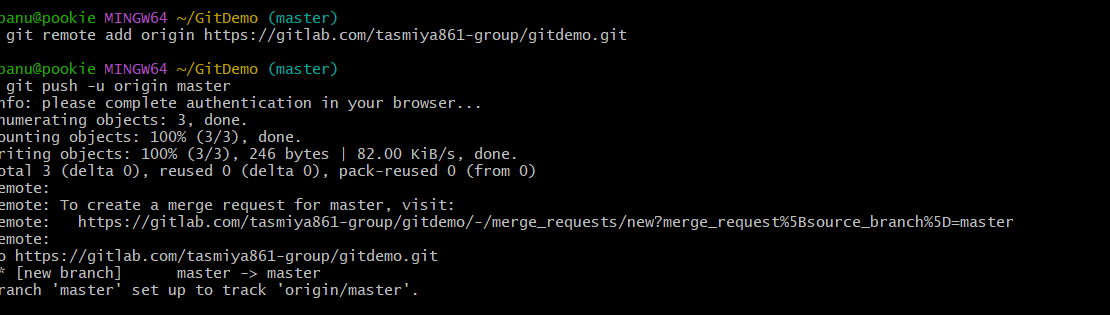 banu@pookie MINGW64 ~/GitDemo (master)
git remote add origin https://gitlab.com/tasmiya861-group/gitdemo.git
banu@pookie MINGW64 ~/GitDemo (master)
git push -u origin master
nfo: please complete authentication in your browser...
numerating objects: 3, done.
ounting objects: 100% (3/3), done.
riting objects: 100% (3/3), 246 bytes | 82.00 KiB/s, done.
otal 3 (delta 0), reused 0 (delta 0), pack-reused 0 (from 0)
emote:
emote: To create a merge request for master, visit:
emote:   https://gitlab.com/tasmiya861-group/gitdemo/-/merge_requests/new?merge_request%5Bsource_branch%5D=master
emote:
o https://gitlab.com/tasmiya861-group/gitdemo.git
* [new branch]      master -> master
ranch 'master' set up to track 'origin/master'.